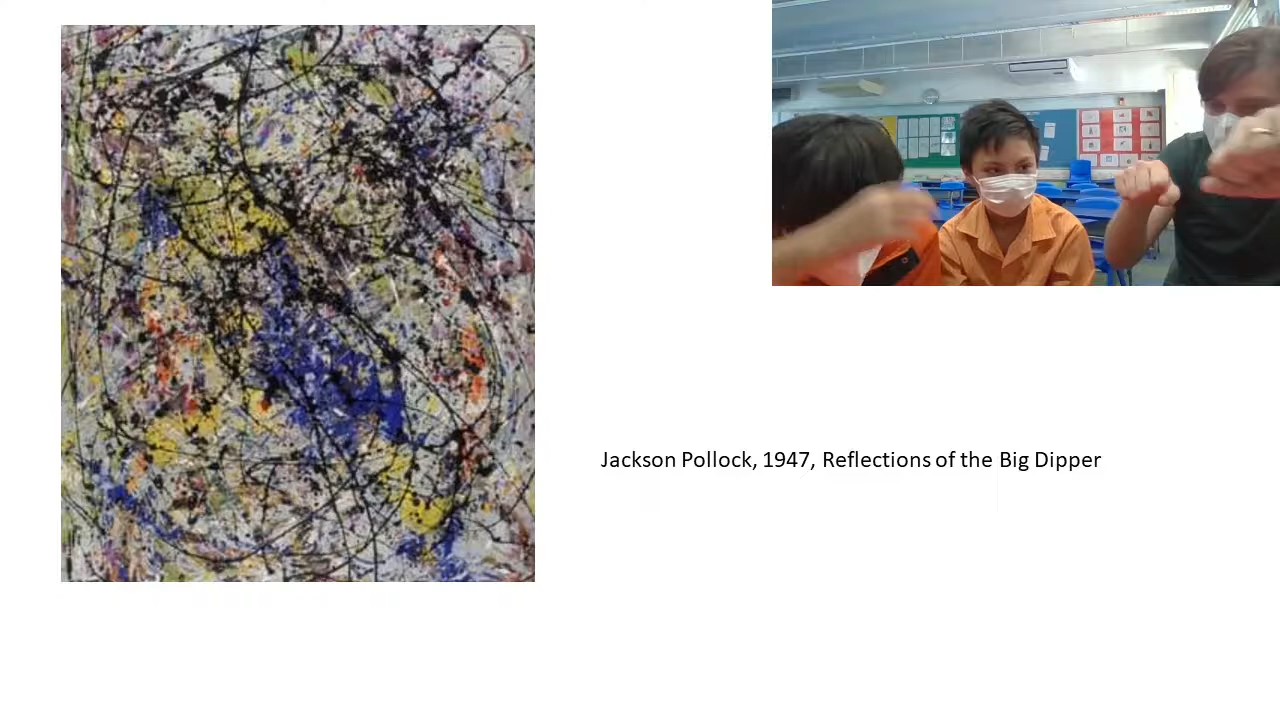 Jackson Pollock, 1947, Reflections of the Big Dipper